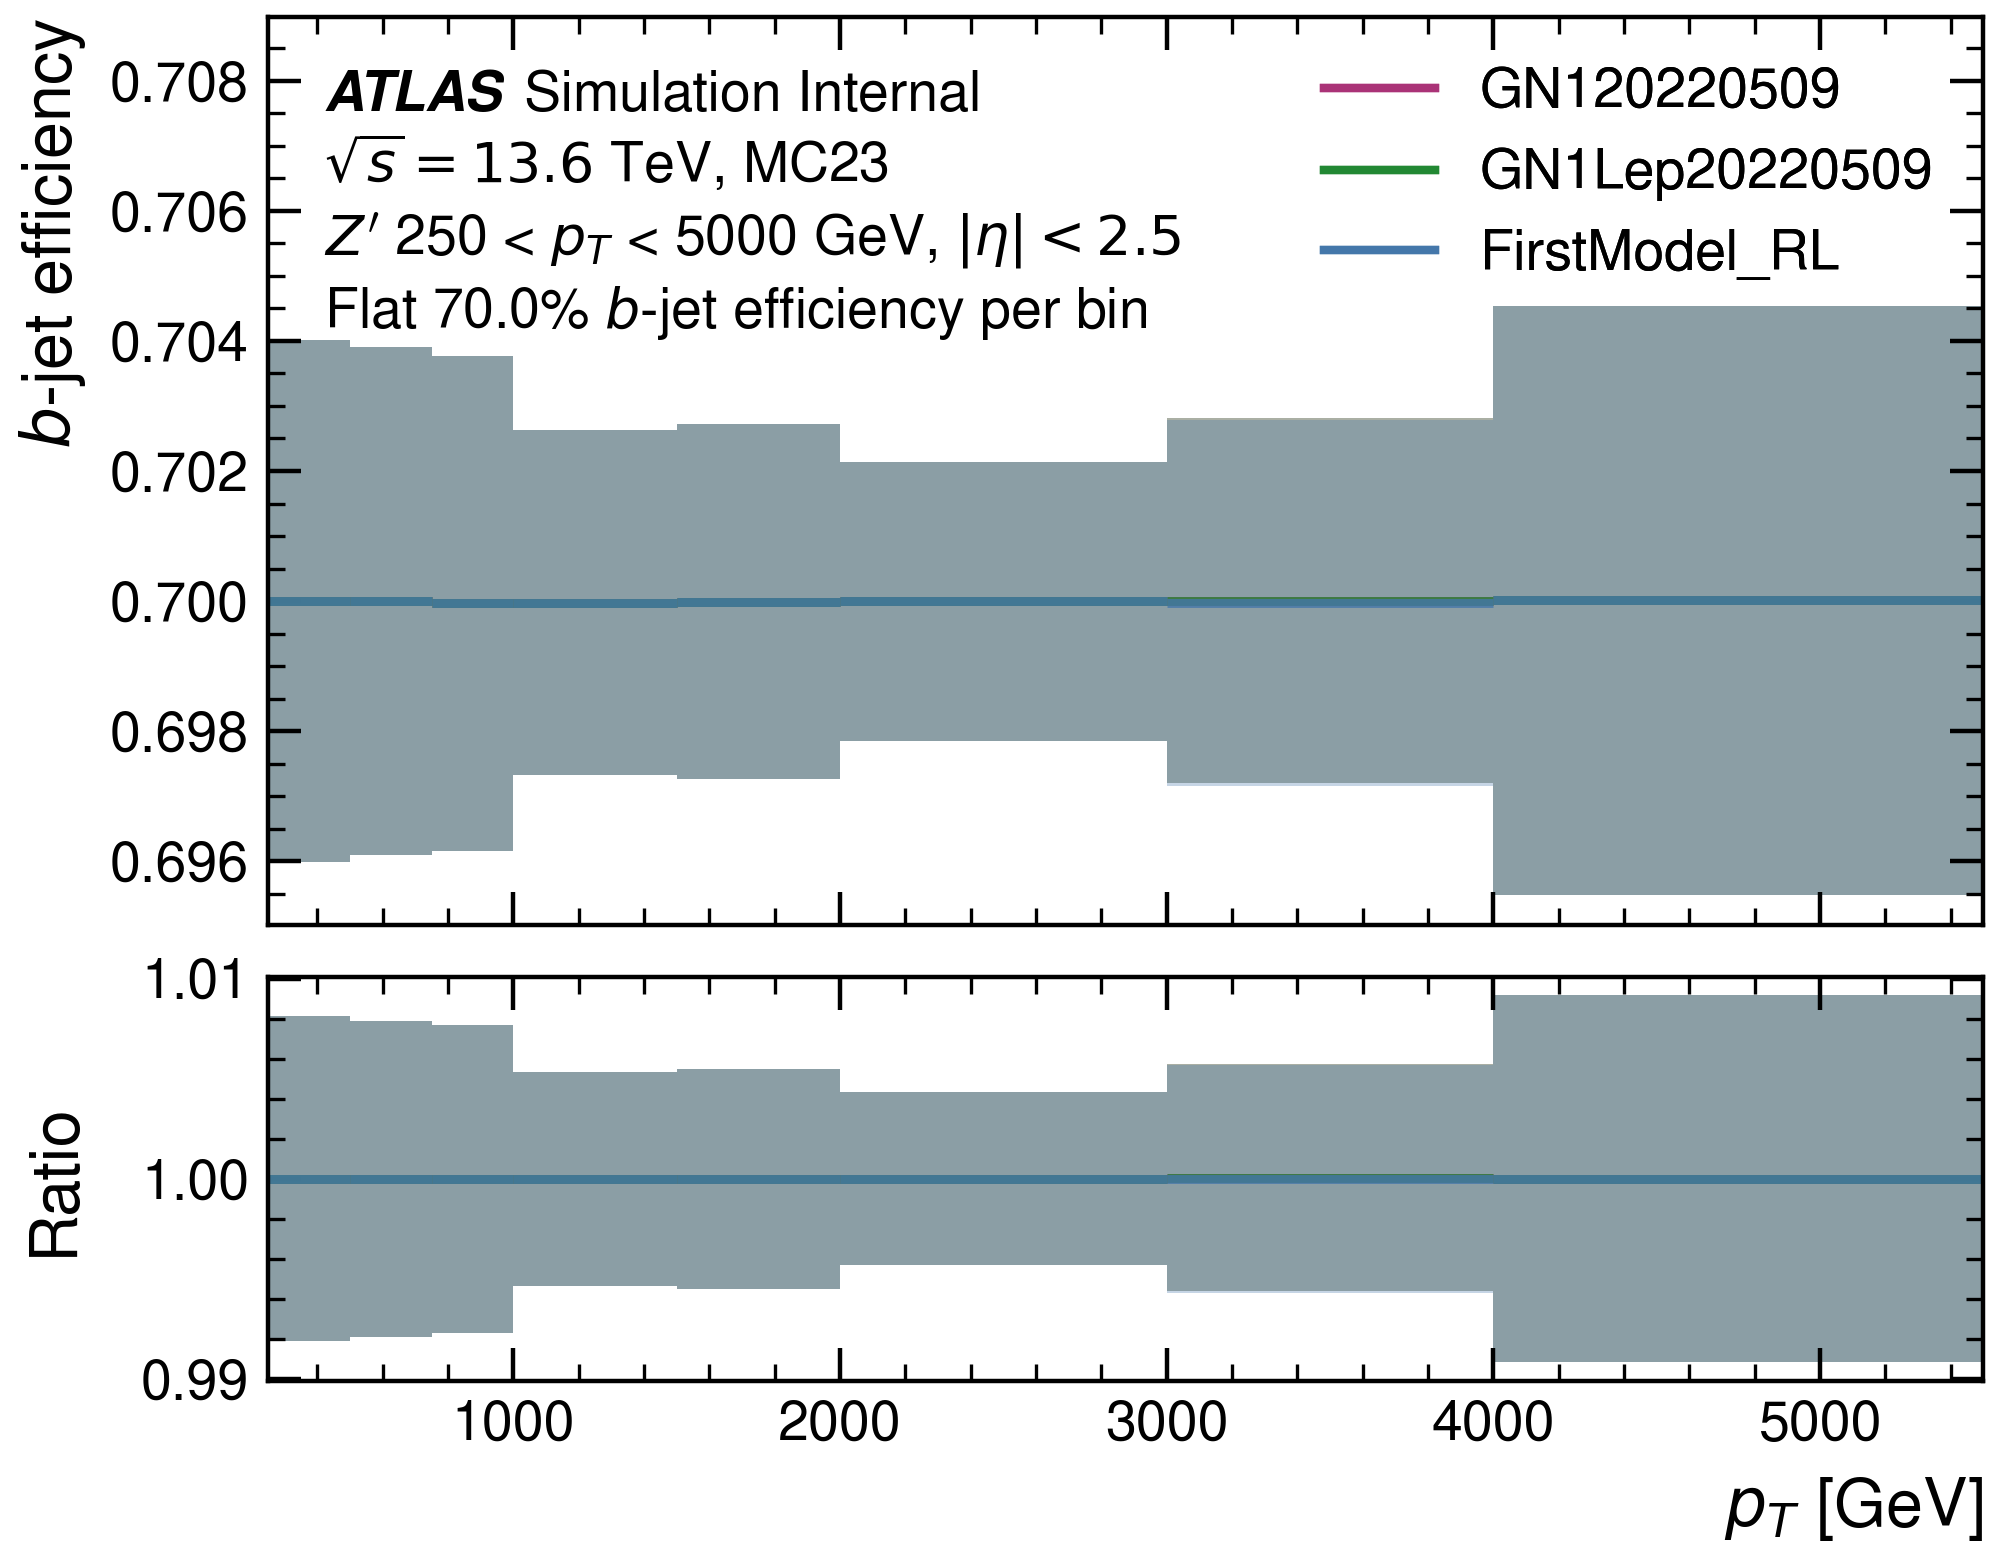 b-jet efficiency
0.708
0.706
0.704
0.702
0.700
0.698
0.696
ATLAS Simulation Internal
√s = 13.6 TeV, MC23
Z′ 250 < pT < 5000 GeV, |η| < 2.5
Flat 70.0% b-jet efficiency per bin
GN120220509
GN1Lep20220509
FirstModel_RL
Ratio
1.01
1.00
0.99
1000 2000 3000 4000 5000
pT [GeV]